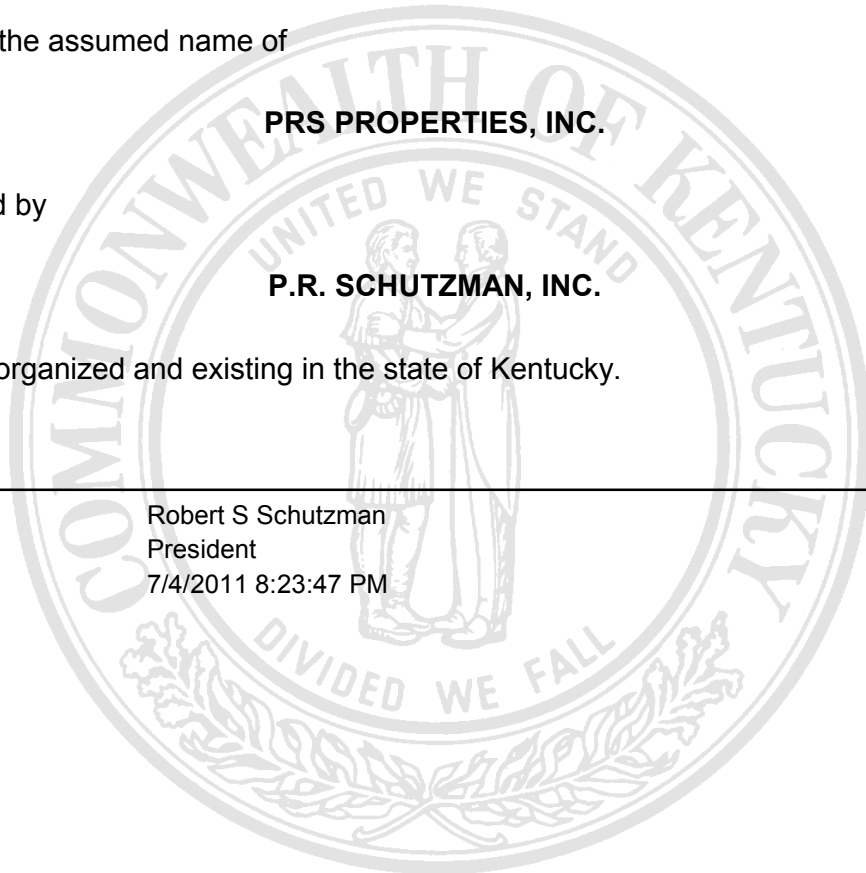 the assumed name of
PRS PROPERTIES, INC.
d by
P.R. SCHUTZMAN, INC.
organized and existing in the state of Kentucky.
Robert S Schutzman
President
7/4/2011 8:23:47 PM
COMMONWEALTH OF KENTUCKY
UNITED WE STAND
DIVIDED WE FALL